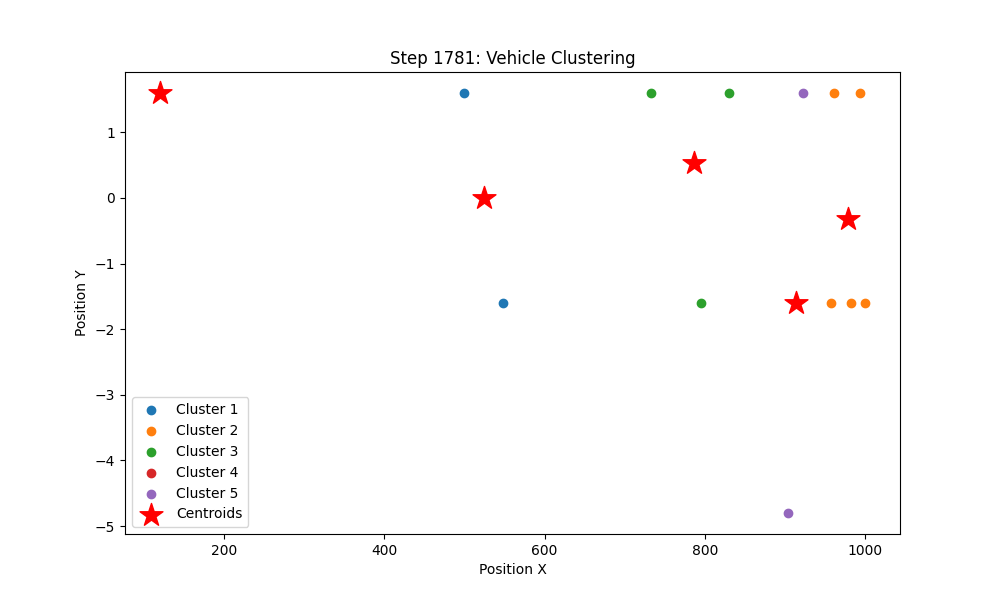 Step 1781: Vehicle Clustering
Position Y
1
0
−1
−2
−3
−4
−5
Cluster 1
Cluster 2
Cluster 3
Cluster 4
Cluster 5
Centroids
200
400
600
800
1000
Position X